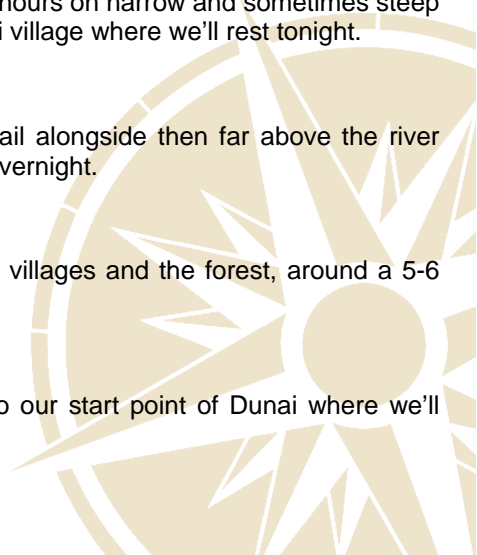 hours on narrow and sometimes steep
i village where we'll rest tonight.
ail alongside then far above the river
vernight.
villages and the forest, around a 5-6
o our start point of Dunai where we'll